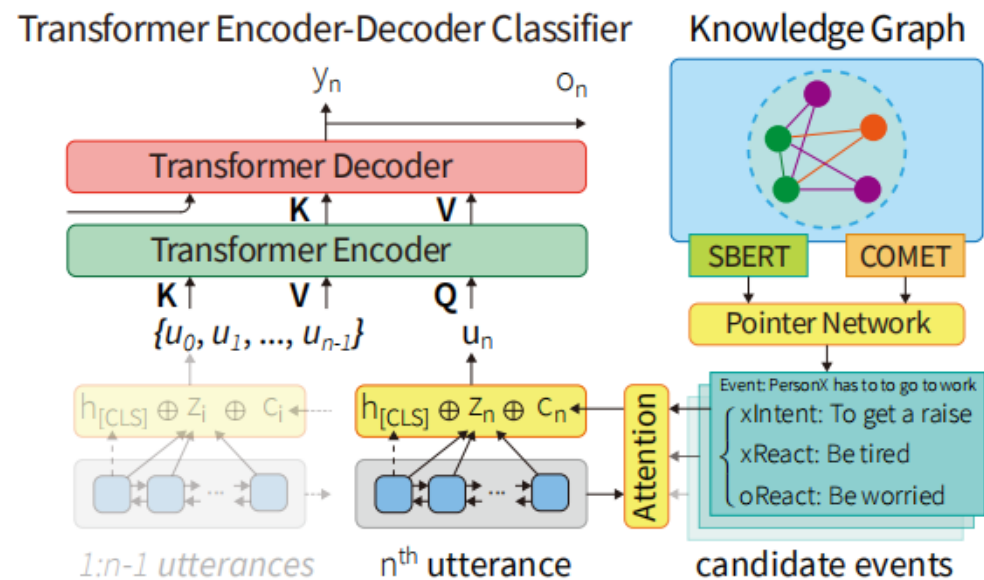 Transformer Encoder-Decoder Classifier
Knowledge Graph
yₙ
oₙ
Transformer Decoder
K
V
Transformer Encoder
K
V
Q
{u₀, u₁, ..., uₙ₋₁}
uₙ
h[CLS] ⊕ zᵢ ⊕ cᵢ
h[CLS] ⊕ zₙ ⊕ cₙ
...
...
1:n-1 utterances
nᵗʰ utterance
Attention
SBERT
COMET
Pointer Network
Event: PersonX has to to go to work
xIntent: To get a raise
xReact: Be tired
oReact: Be worried
candidate events